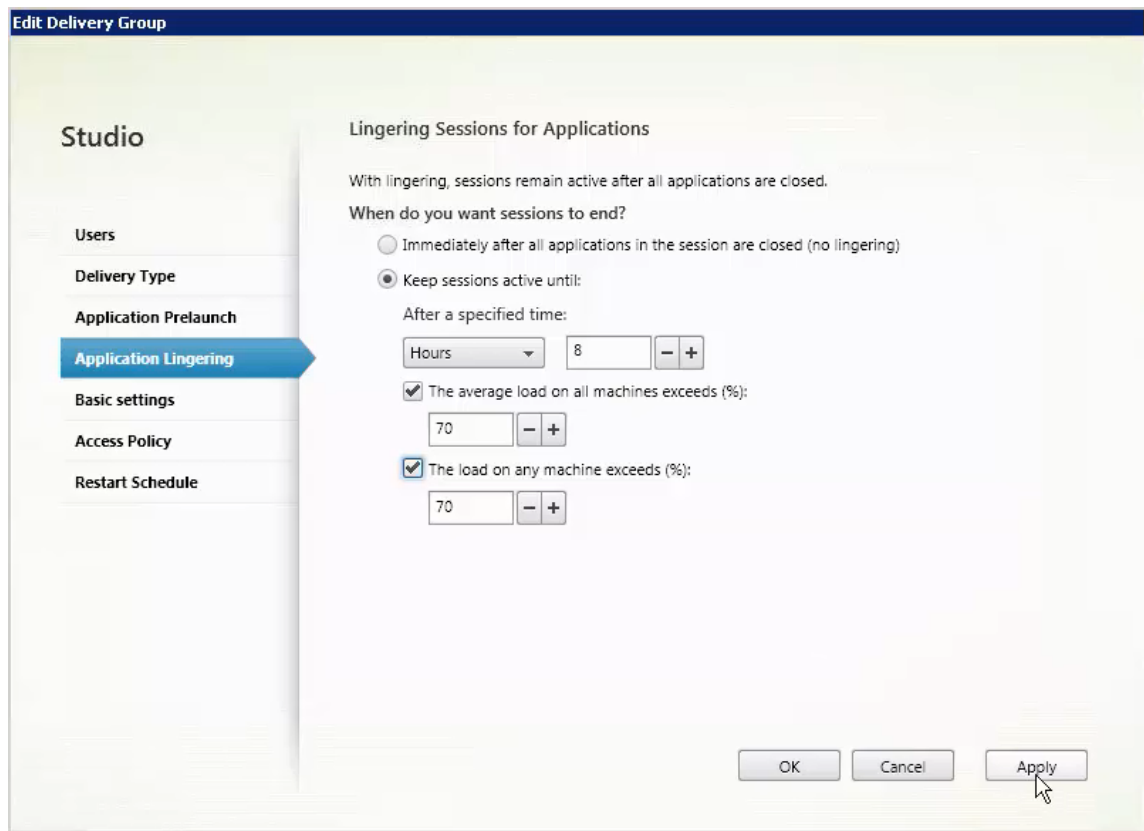 Edit Delivery Group
Studio
Users
Delivery Type
Application Prelaunch
Application Lingering
Basic settings
Access Policy
Restart Schedule
Lingering Sessions for Applications
With lingering, sessions remain active after all applications are closed.
When do you want sessions to end?
Immediately after all applications in the session are closed (no lingering)
Keep sessions active until:
After a specified time:
Hours 8 − +
The average load on all machines exceeds (%):
70 − +
The load on any machine exceeds (%):
70 − +
OK Cancel Apply